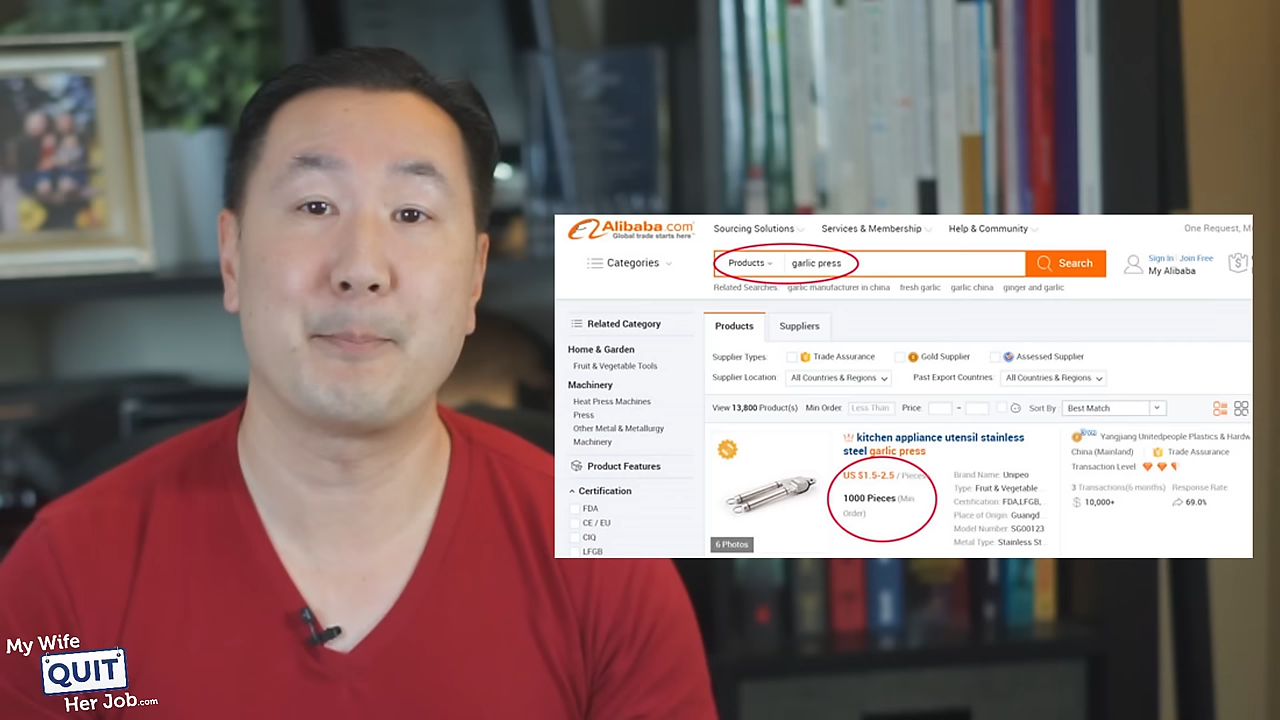 Alibaba.com
Global trade starts here
Sourcing Solutions
Services & Membership
Help & Community
One Request, M
Categories
Products
garlic press
Search
Sign In Join Free
My Alibaba
Related Searches: garlic manufacturer in china fresh garlic garlic china ginger and garlic
Related Category
Home & Garden
Fruit & Vegetable Tools
Machinery
Heat Press Machines
Press
Other Metal & Metallurgy
Machinery
Product Features
Certification
FDA
CE / EU
CIQ
LFGB
Products
Suppliers
Supplier Types: Trade Assurance Gold Supplier Assessed Supplier
Supplier Location: All Countries & Regions Past Export Countries: All Countries & Regions
View 13,800 Product(s) Min Order Less Than Price: - Sort By Best Match
6 Photos
kitchen appliance utensil stainless
steel garlic press
US $1.5-2.5 / Pieces
1000 Pieces (Min
Order)
Brand Name: Unipeo
Type: Fruit & Vegetable
Certification: FDA,LFGB,
Place of Origin: Guangd
Model Number: SG00123
Metal Type: Stainless St...
Yangjiang Unitedpeople Plastics & Hardw
China (Mainland) Trade Assurance
Transaction Level
3 Transactions(6 months) Response Rate
10,000+ 69.0%
My Wife
QUIT
Her Job.com